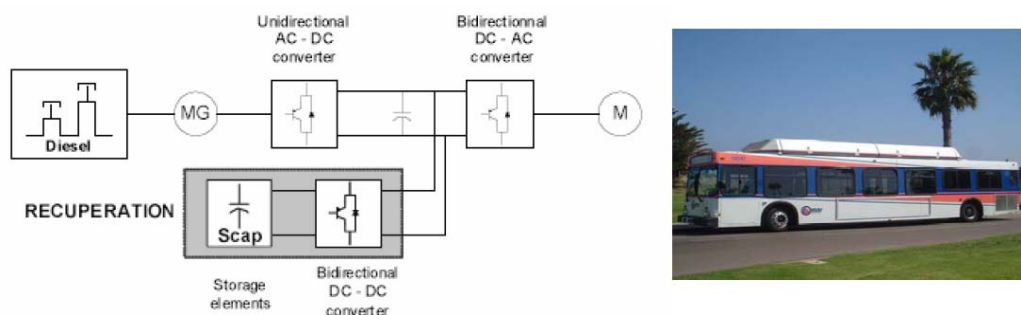 Unidirectional
AC - DC
converter
Bidirectionnal
DC - AC
converter
Diesel
MG
M
RECUPERATION
Scap
Storage
elements
Bidirectional
DC - DC
converter